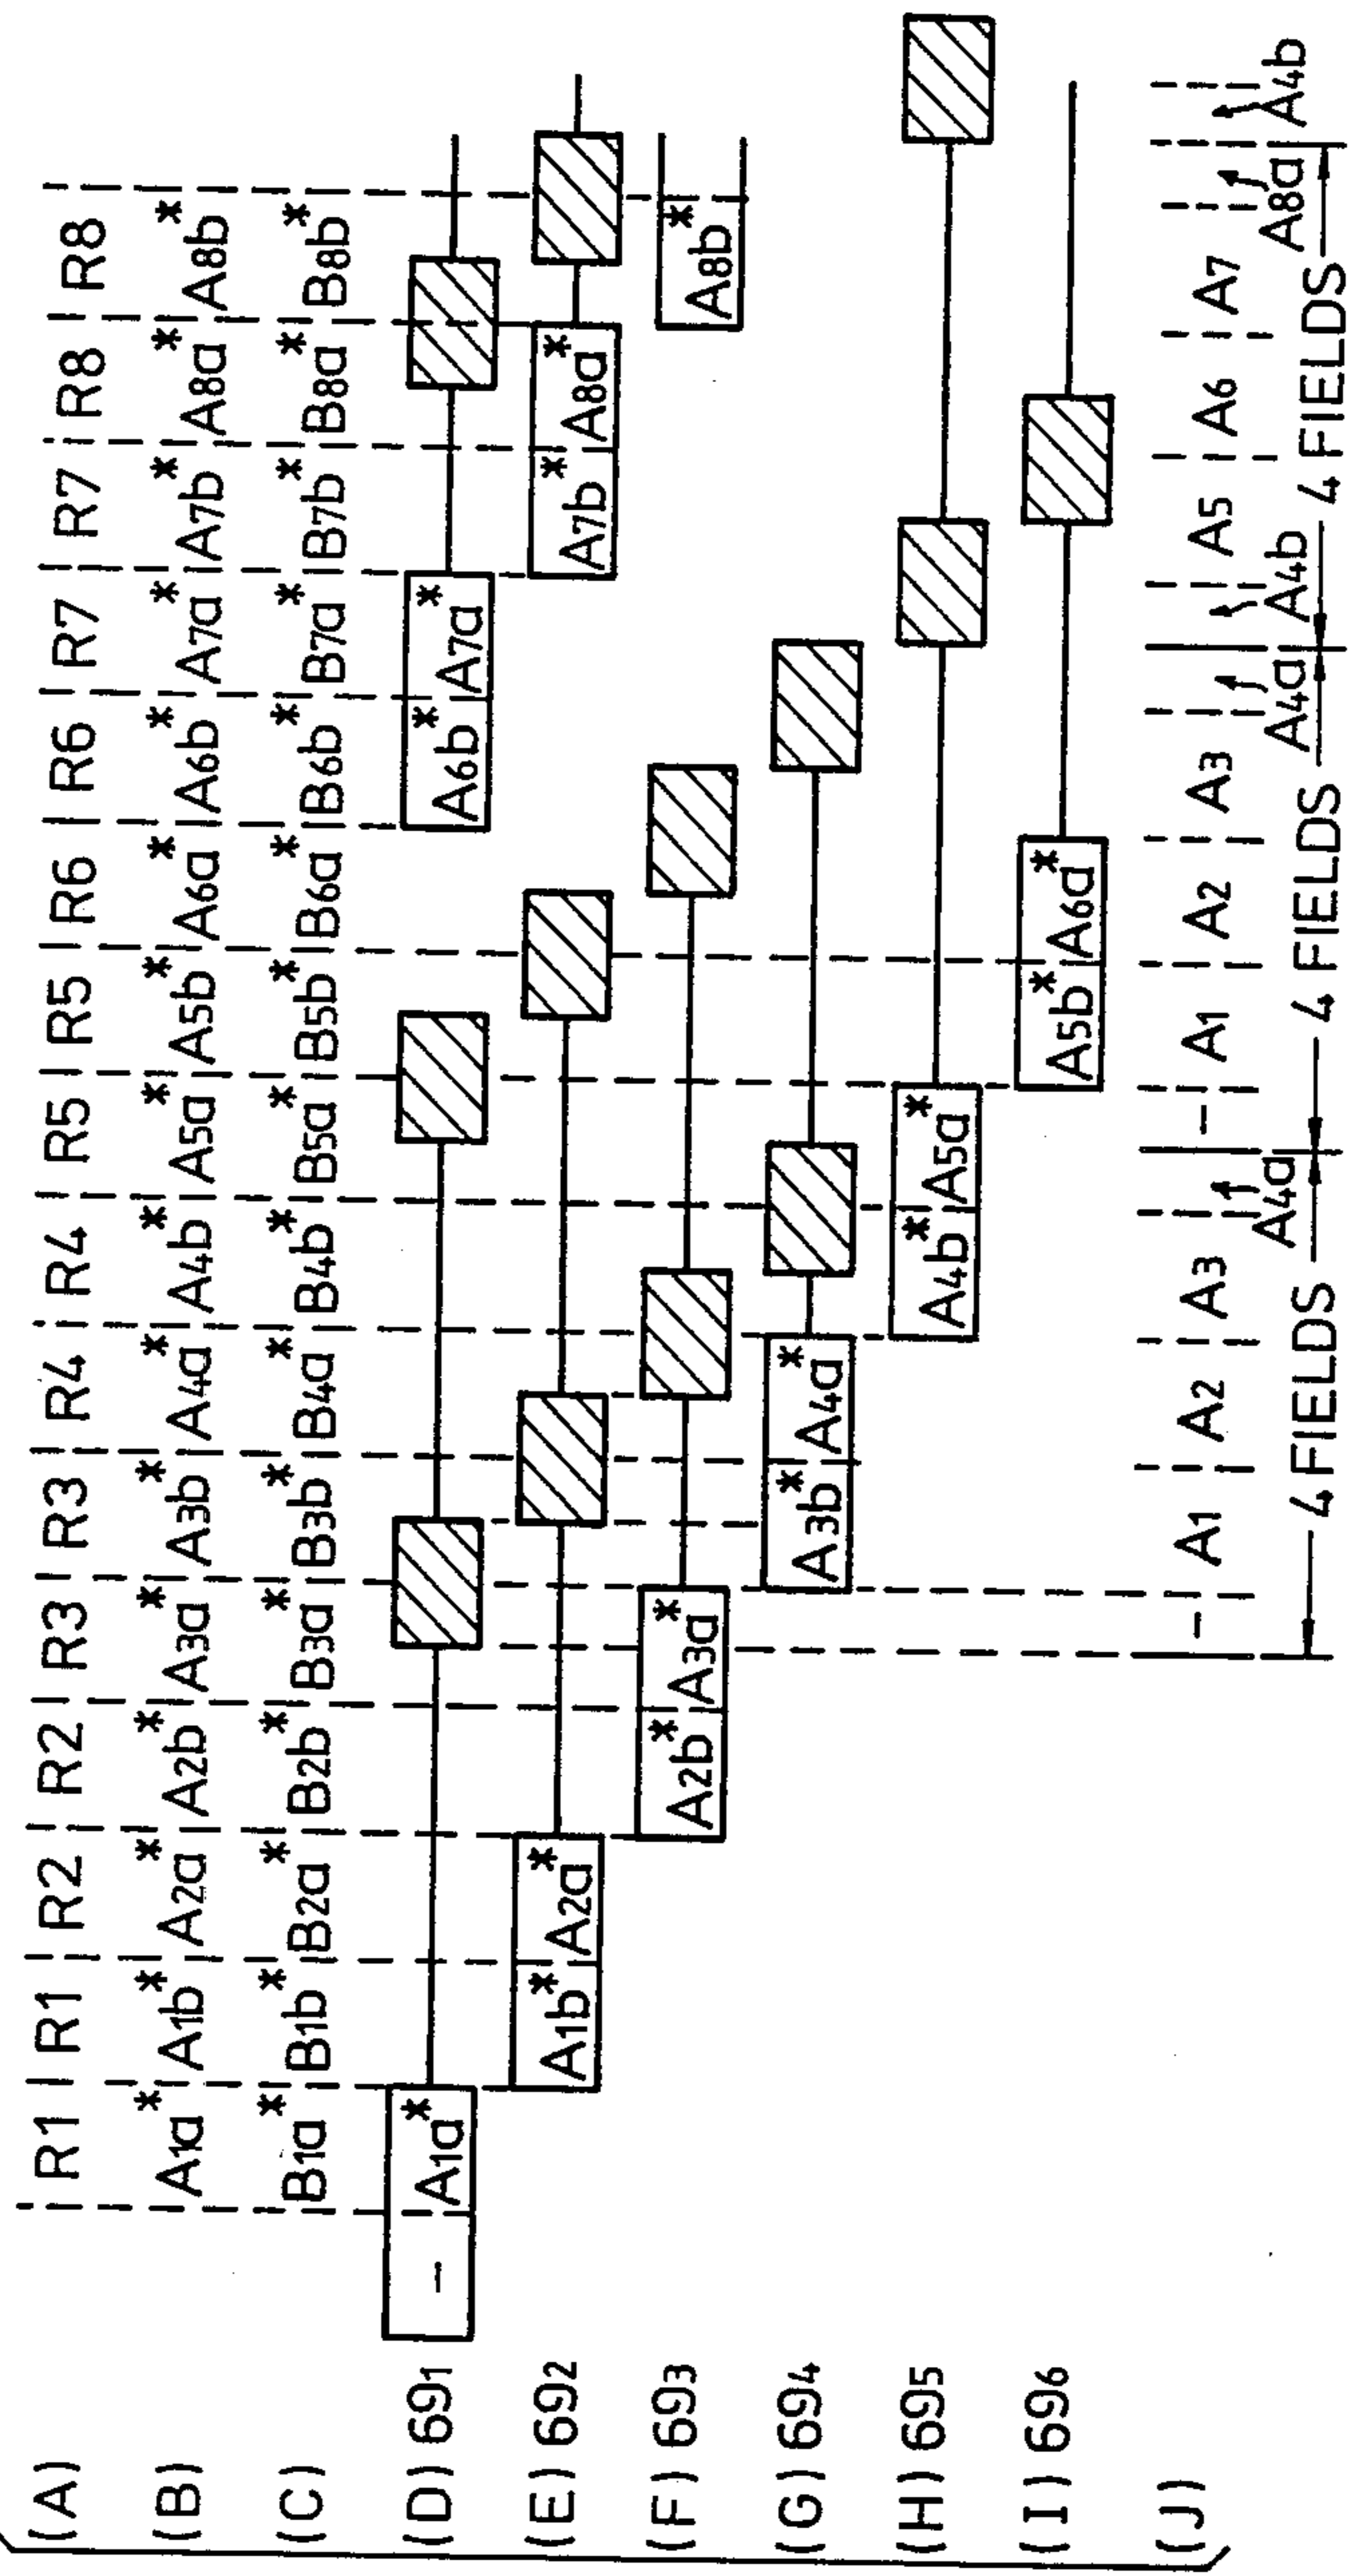 (A) R1 R1 R2 R2 R3 R3 R4 R4 R5 R5 R6 R6 R7 R7 R8 R8
(B) A1a* A1b* A2a* A2b* A3a* A3b* A4a* A4b* A5a* A5b* A6a* A6b* A7a* A7b* A8a* A8b*
(C) B1a* B1b* B2a* B2b* B3a* B3b* B4a* B4b* B5a* B5b* B6a* B6b* B7a* B7b* B8a* B8b*
(D) 691 – A1a* A6b* A7a*
(E) 692 A1b* A2a* A7b* A8a*
(F) 693 A2b* A3a* A8b*
(G) 694 A3b* A4a*
(H) 695 A4b* A5a*
(I) 696 A5b* A6a*
(J) – A1 A2 A3 – A1 A2 A3 A5 A6 A7
A4a A4a A4b A8a A4b
4 FIELDS 4 FIELDS 4 FIELDS